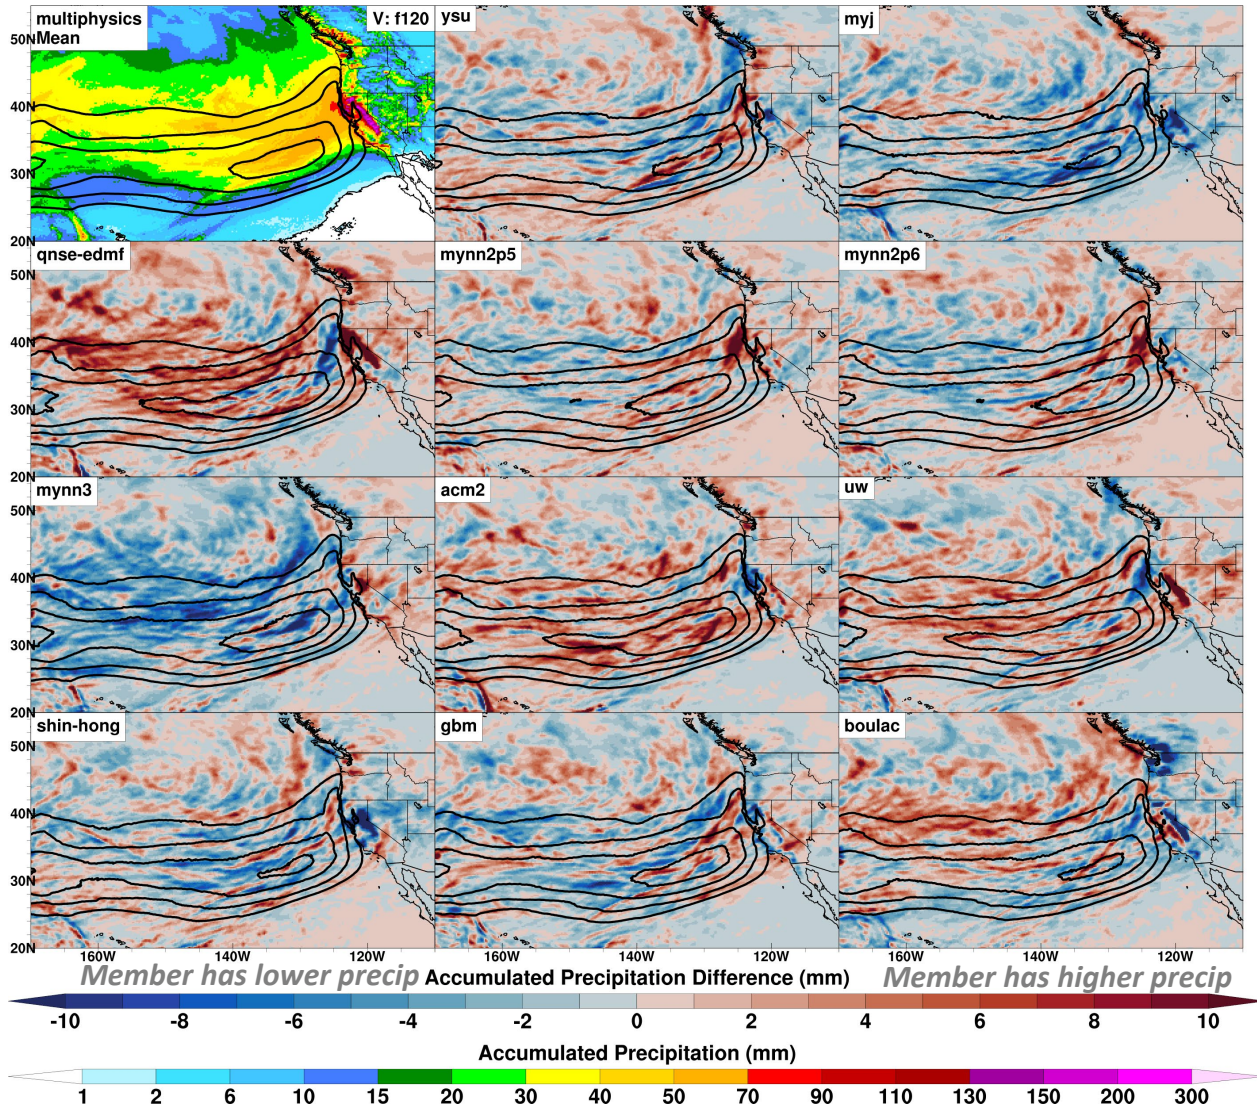 multiphysics
Mean
V: f120
ysu
myj
50N
40N
30N
20N
qnse-edmf
mynn2p5
mynn2p6
50N
40N
30N
20N
mynn3
acm2
uw
50N
40N
30N
20N
shin-hong
gbm
boulac
50N
40N
30N
20N
160W 140W 120W 160W 140W 120W 160W 140W 120W
Member has lower precip Accumulated Precipitation Difference (mm) Member has higher precip
-10 -8 -6 -4 -2 0 2 4 6 8 10
Accumulated Precipitation (mm)
1 2 6 10 15 20 30 40 50 70 90 110 130 150 200 300